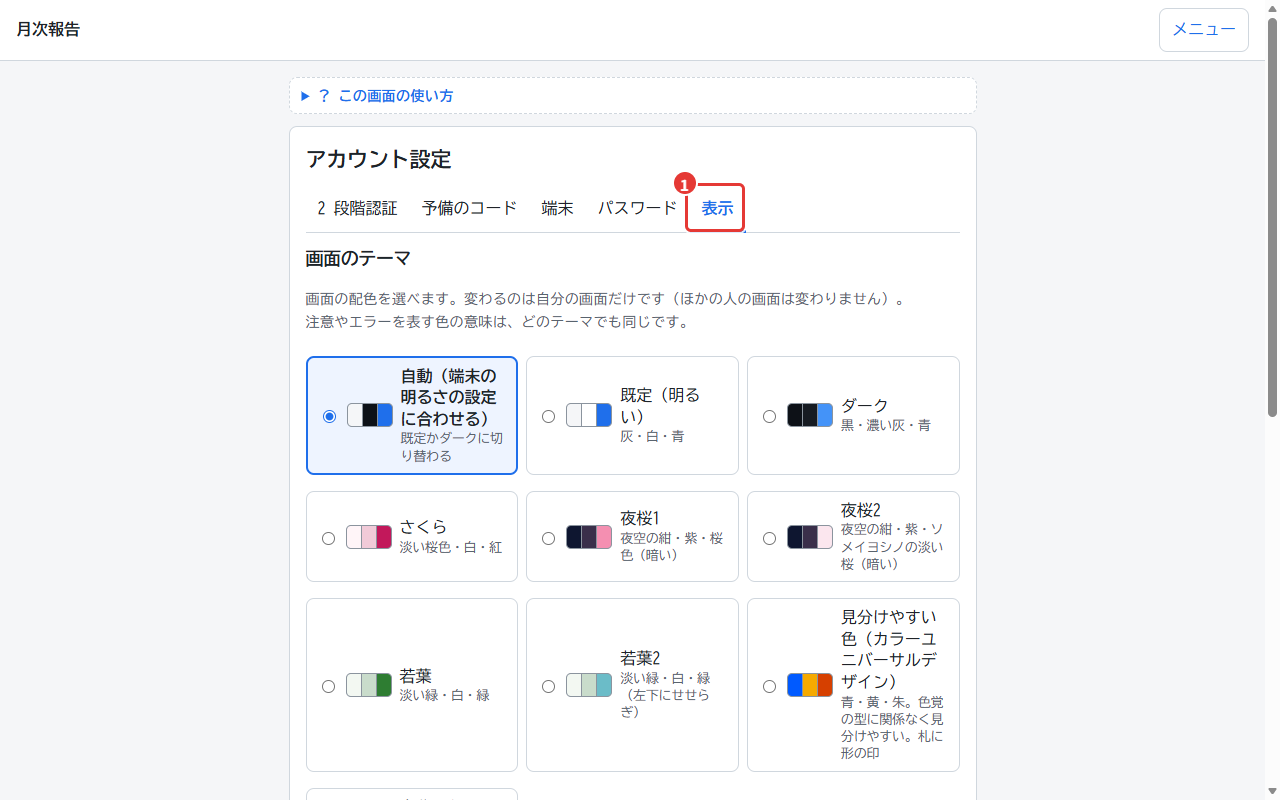 月次報告
メニュー
▶ ? この画面の使い方
アカウント設定
1
2 段階認証 予備のコード 端末 パスワード 表示
画面のテーマ
画面の配色を選べます。変わるのは自分の画面だけです（ほかの人の画面は変わりません）。
注意やエラーを表す色の意味は、どのテーマでも同じです。
自動（端末の
明るさの設定
に合わせる）
既定かダークに切
り替わる
既定（明る
い）
灰・白・青
ダーク
黒・濃い灰・青
さくら
淡い桜色・白・紅
夜桜1
夜空の紺・紫・桜
色（暗い）
夜桜2
夜空の紺・紫・ソ
メイヨシノの淡い
桜（暗い）
若葉
淡い緑・白・緑
若葉2
淡い緑・白・緑
（左下にせせら
ぎ）
見分けやすい
色（カラーユ
ニバーサルデ
ザイン）
青・黄・朱。色覚
の型に関係なく見
分けやすい。札に
形の印